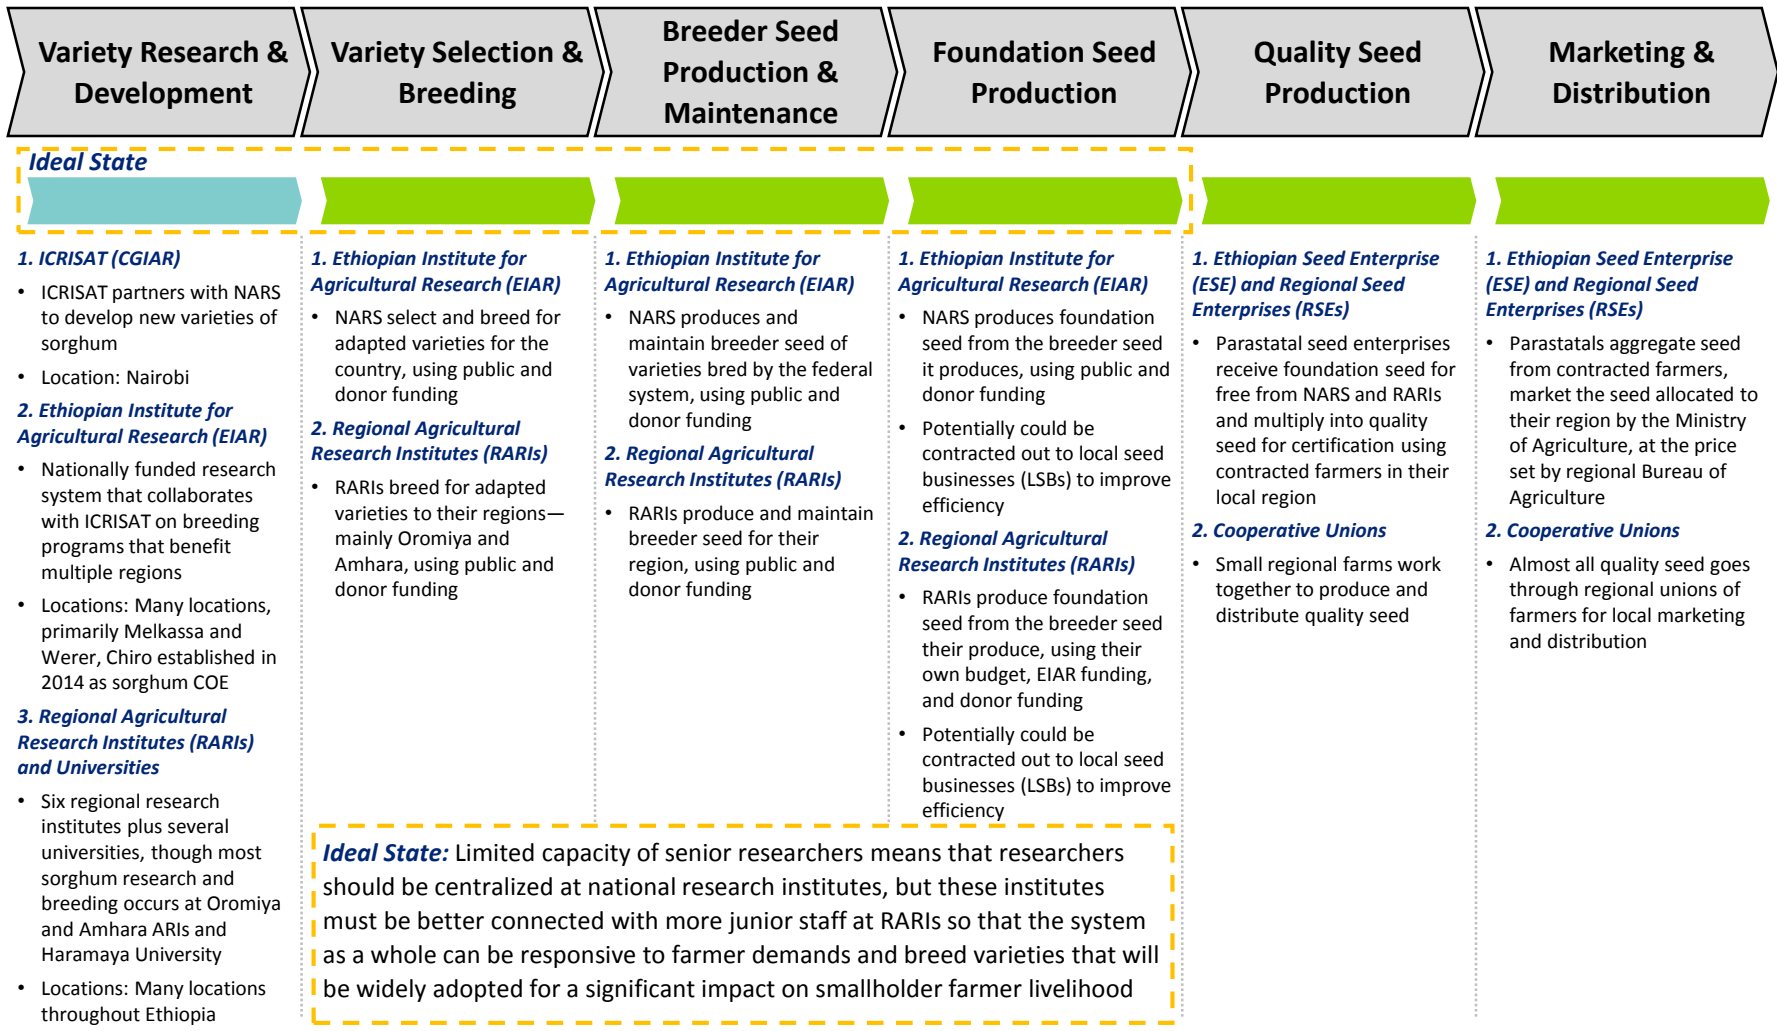 Variety Research &
Development
Variety Selection &
Breeding
Breeder Seed
Production &
Maintenance
Foundation Seed
Production
Quality Seed
Production
Marketing &
Distribution
Ideal State
1. ICRISAT (CGIAR)
• ICRISAT partners with NARS
to develop new varieties of
sorghum
• Location: Nairobi
2. Ethiopian Institute for
Agricultural Research (EIAR)
• Nationally funded research
system that collaborates
with ICRISAT on breeding
programs that benefit
multiple regions
• Locations: Many locations,
primarily Melkassa and
Werer, Chiro established in
2014 as sorghum COE
3. Regional Agricultural
Research Institutes (RARIs)
and Universities
• Six regional research
institutes plus several
universities, though most
sorghum research and
breeding occurs at Oromiya
and Amhara ARIs and
Haramaya University
• Locations: Many locations
throughout Ethiopia
1. Ethiopian Institute for
Agricultural Research (EIAR)
• NARS select and breed for
adapted varieties for the
country, using public and
donor funding
2. Regional Agricultural
Research Institutes (RARIs)
• RARIs breed for adapted
varieties to their regions—
mainly Oromiya and
Amhara, using public and
donor funding
1. Ethiopian Institute for
Agricultural Research (EIAR)
• NARS produces and
maintain breeder seed of
varieties bred by the federal
system, using public and
donor funding
2. Regional Agricultural
Research Institutes (RARIs)
• RARIs produce and maintain
breeder seed for their
region, using public and
donor funding
1. Ethiopian Institute for
Agricultural Research (EIAR)
• NARS produces foundation
seed from the breeder seed
it produces, using public and
donor funding
• Potentially could be
contracted out to local seed
businesses (LSBs) to improve
efficiency
2. Regional Agricultural
Research Institutes (RARIs)
• RARIs produce foundation
seed from the breeder seed
their produce, using their
own budget, EIAR funding,
and donor funding
• Potentially could be
contracted out to local seed
businesses (LSBs) to improve
efficiency
1. Ethiopian Seed Enterprise
(ESE) and Regional Seed
Enterprises (RSEs)
• Parastatal seed enterprises
receive foundation seed for
free from NARS and RARIs
and multiply into quality
seed for certification using
contracted farmers in their
local region
2. Cooperative Unions
• Small regional farms work
together to produce and
distribute quality seed
1. Ethiopian Seed Enterprise
(ESE) and Regional Seed
Enterprises (RSEs)
• Parastatals aggregate seed
from contracted farmers,
market the seed allocated to
their region by the Ministry
of Agriculture, at the price
set by regional Bureau of
Agriculture
2. Cooperative Unions
• Almost all quality seed goes
through regional unions of
farmers for local marketing
and distribution
Ideal State: Limited capacity of senior researchers means that researchers
should be centralized at national research institutes, but these institutes
must be better connected with more junior staff at RARIs so that the system
as a whole can be responsive to farmer demands and breed varieties that will
be widely adopted for a significant impact on smallholder farmer livelihood